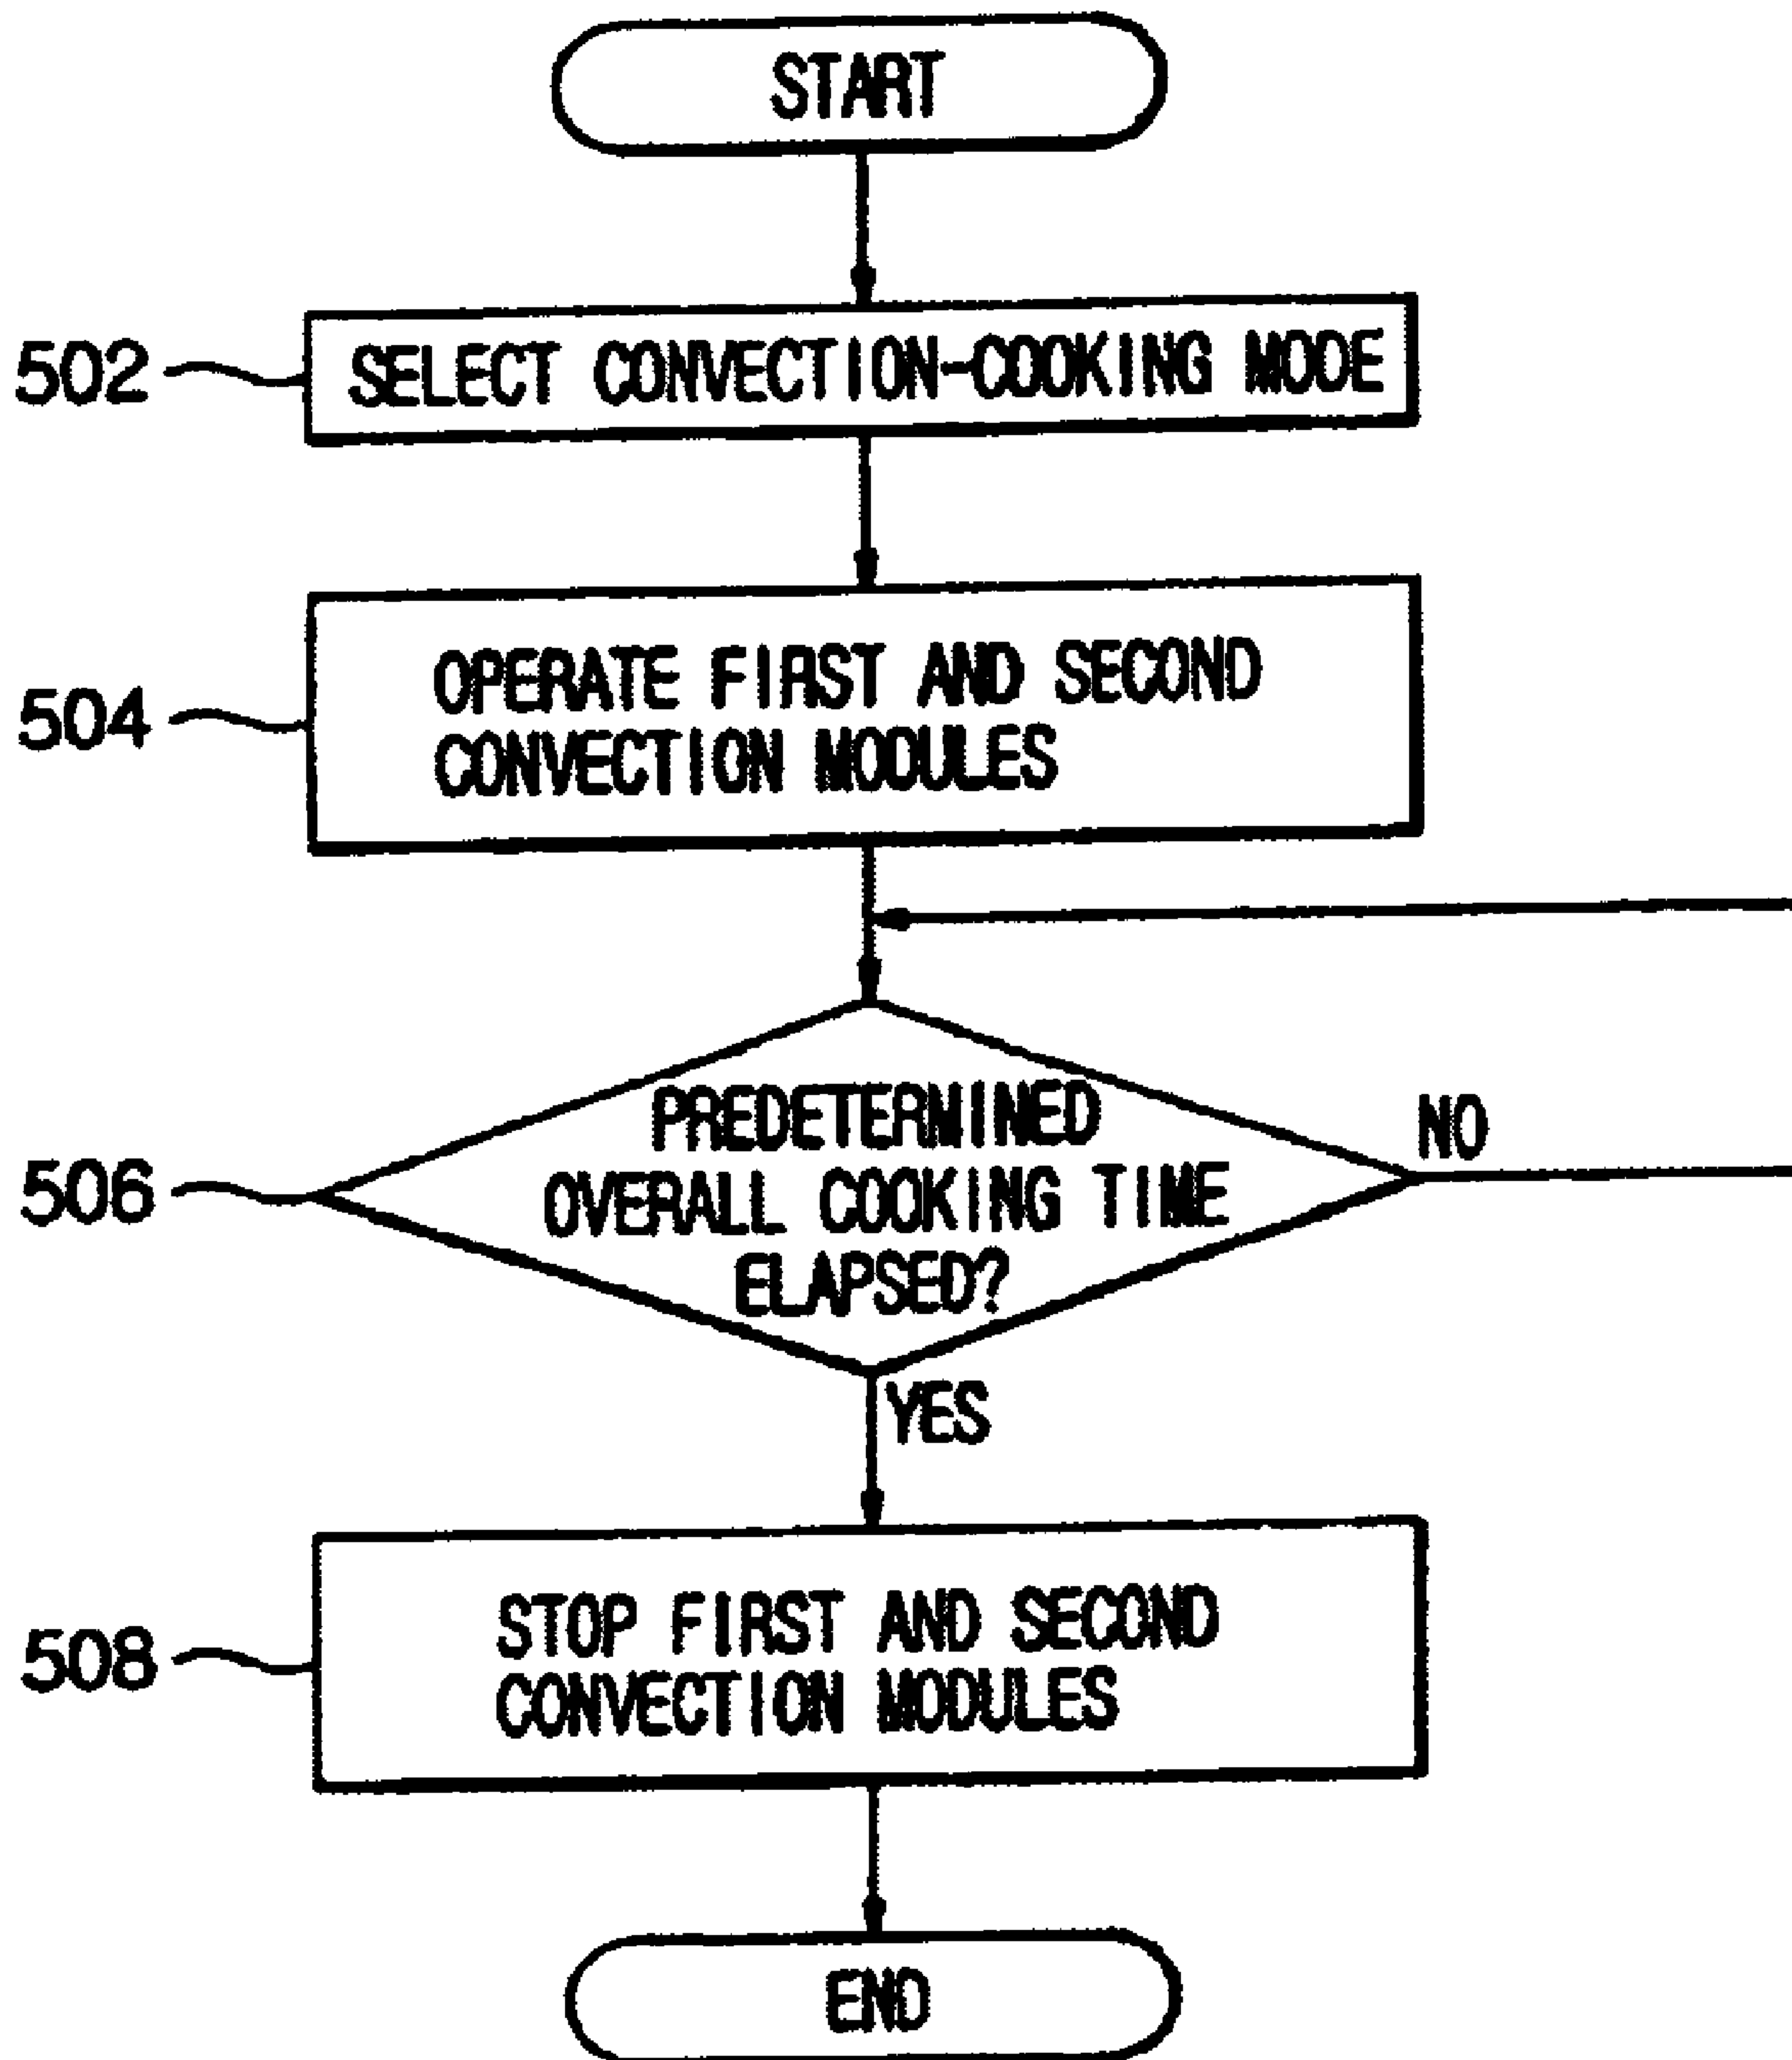 START
502
SELECT CONVECTION-COOKING MODE
504
OPERATE FIRST AND SECOND
CONVECTION MODULES
506
PREDETERMINED
OVERALL COOKING TIME
ELAPSED?
NO
YES
508
STOP FIRST AND SECOND
CONVECTION MODULES
END